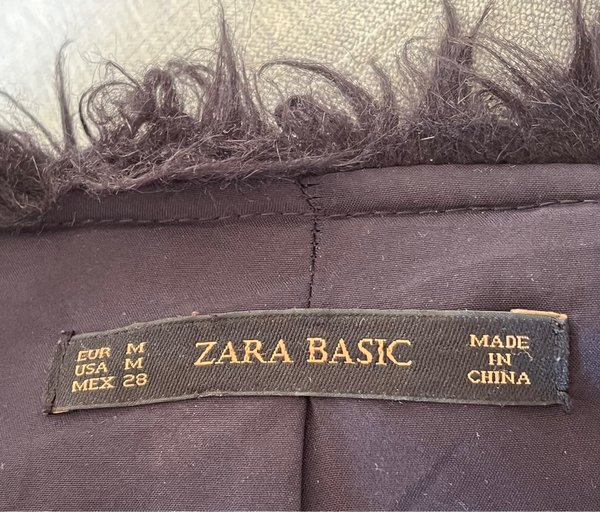 EUR M
USA M
MEX 28
ZARA BASIC
MADE
IN
CHINA